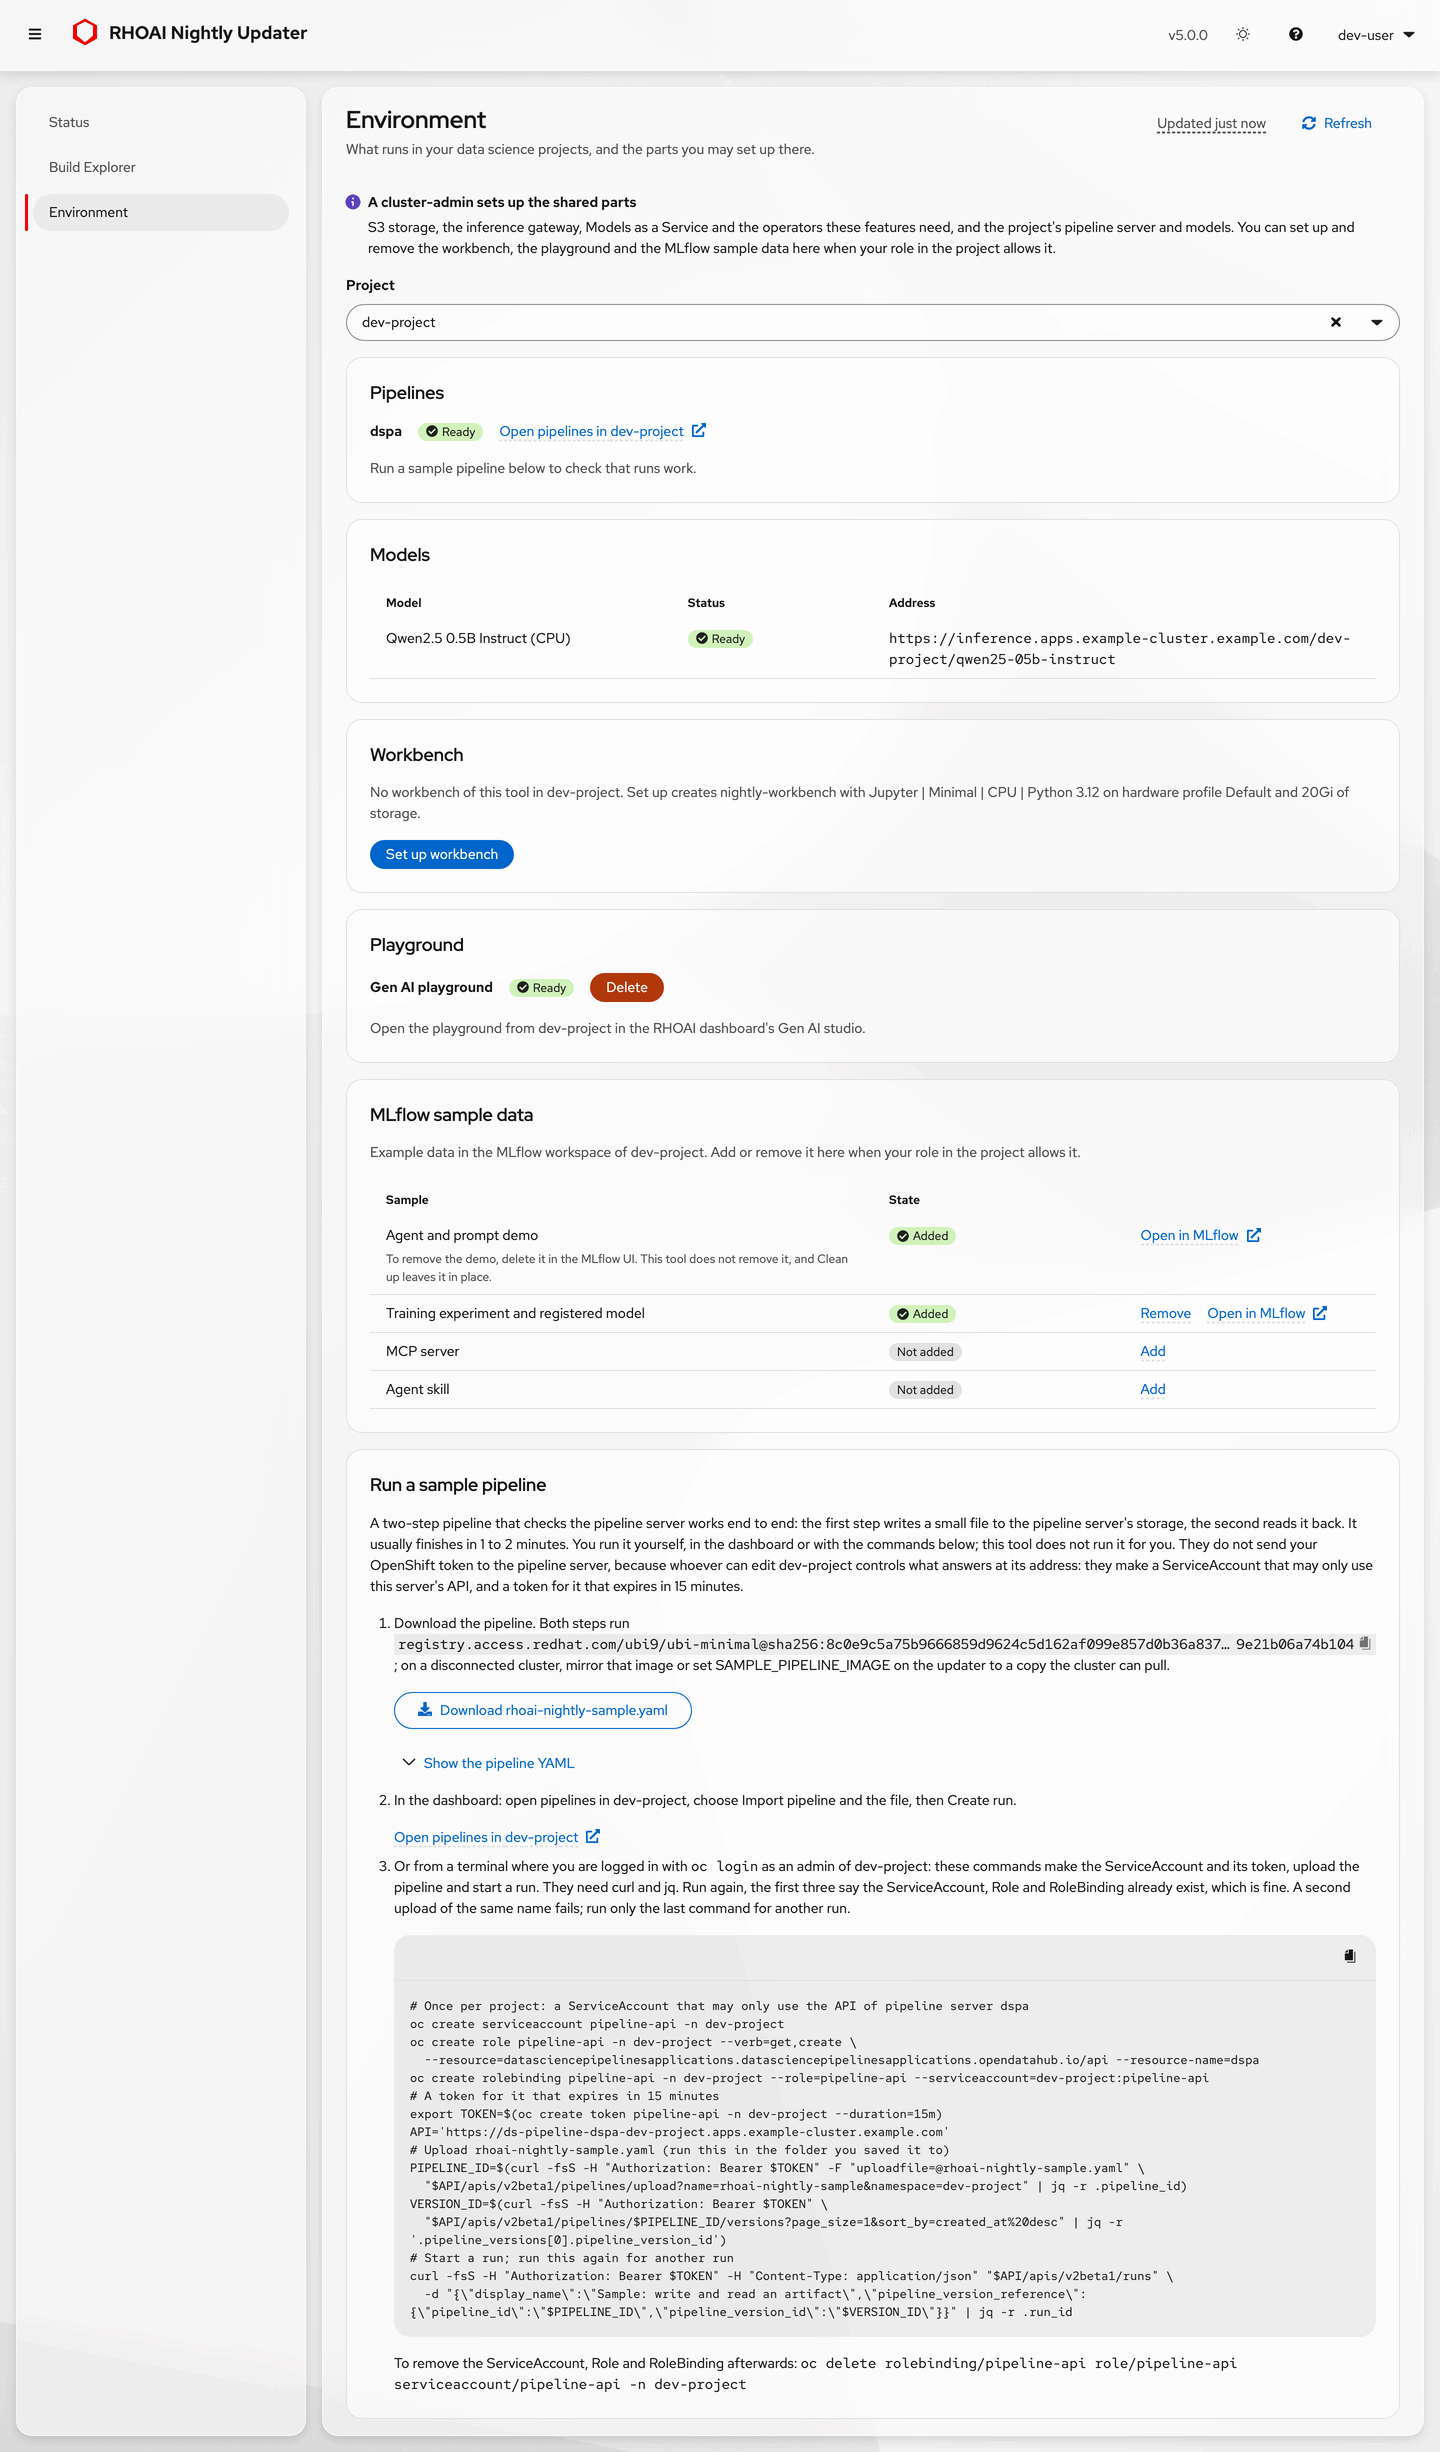 RHOAI Nightly Updater
v5.0.0
dev-user
Status
Build Explorer
Environment
Environment
Updated just now
Refresh
What runs in your data science projects, and the parts you may set up there.
A cluster-admin sets up the shared parts
S3 storage, the inference gateway, Models as a Service and the operators these features need, and the project's pipeline server and models. You can set up and
remove the workbench, the playground and the MLflow sample data here when your role in the project allows it.
Project
dev-project
Pipelines
dspa Ready Open pipelines in dev-project
Run a sample pipeline below to check that runs work.
Models
Model Status Address
Qwen2.5 0.5B Instruct (CPU) Ready https://inference.apps.example-cluster.example.com/dev-
project/qwen25-05b-instruct
Workbench
No workbench of this tool in dev-project. Set up creates nightly-workbench with Jupyter | Minimal | CPU | Python 3.12 on hardware profile Default and 20Gi of
storage.
Set up workbench
Playground
Gen AI playground Ready Delete
Open the playground from dev-project in the RHOAI dashboard's Gen AI studio.
MLflow sample data
Example data in the MLflow workspace of dev-project. Add or remove it here when your role in the project allows it.
Sample State
Agent and prompt demo Added Open in MLflow
To remove the demo, delete it in the MLflow UI. This tool does not remove it, and Clean
up leaves it in place.
Training experiment and registered model Added Remove Open in MLflow
MCP server Not added Add
Agent skill Not added Add
Run a sample pipeline
A two-step pipeline that checks the pipeline server works end to end: the first step writes a small file to the pipeline server's storage, the second reads it back. It
usually finishes in 1 to 2 minutes. You run it yourself, in the dashboard or with the commands below; this tool does not run it for you. They do not send your
OpenShift token to the pipeline server, because whoever can edit dev-project controls what answers at its address: they make a ServiceAccount that may only use
this server's API, and a token for it that expires in 15 minutes.
1. Download the pipeline. Both steps run
registry.access.redhat.com/ubi9/ubi-minimal@sha256:8c0e9c5a75b9666859d9624c5d162af099e857d0b36a837… 9e21b06a74b104
; on a disconnected cluster, mirror that image or set SAMPLE_PIPELINE_IMAGE on the updater to a copy the cluster can pull.
Download rhoai-nightly-sample.yaml
Show the pipeline YAML
2. In the dashboard: open pipelines in dev-project, choose Import pipeline and the file, then Create run.
Open pipelines in dev-project
3. Or from a terminal where you are logged in with oc login as an admin of dev-project: these commands make the ServiceAccount and its token, upload the
pipeline and start a run. They need curl and jq. Run again, the first three say the ServiceAccount, Role and RoleBinding already exist, which is fine. A second
upload of the same name fails; run only the last command for another run.
# Once per project: a ServiceAccount that may only use the API of pipeline server dspa
oc create serviceaccount pipeline-api -n dev-project
oc create role pipeline-api -n dev-project --verb=get,create \
--resource=datasciencepipelinesapplications.datasciencepipelinesapplications.opendatahub.io/api --resource-name=dspa
oc create rolebinding pipeline-api -n dev-project --role=pipeline-api --serviceaccount=dev-project:pipeline-api
# A token for it that expires in 15 minutes
export TOKEN=$(oc create token pipeline-api -n dev-project --duration=15m)
API='https://ds-pipeline-dspa-dev-project.apps.example-cluster.example.com'
# Upload rhoai-nightly-sample.yaml (run this in the folder you saved it to)
PIPELINE_ID=$(curl -fsS -H "Authorization: Bearer $TOKEN" -F "uploadfile=@rhoai-nightly-sample.yaml" \
"$API/apis/v2beta1/pipelines/upload?name=rhoai-nightly-sample&namespace=dev-project" | jq -r .pipeline_id)
VERSION_ID=$(curl -fsS -H "Authorization: Bearer $TOKEN" \
"$API/apis/v2beta1/pipelines/$PIPELINE_ID/versions?page_size=1&sort_by=created_at%20desc" | jq -r
'.pipeline_versions[0].pipeline_version_id')
# Start a run; run this again for another run
curl -fsS -H "Authorization: Bearer $TOKEN" -H "Content-Type: application/json" "$API/apis/v2beta1/runs" \
-d "{\"display_name\":\"Sample: write and read an artifact\",\"pipeline_version_reference\":
{\"pipeline_id\":\"$PIPELINE_ID\",\"pipeline_version_id\":\"$VERSION_ID\"}}" | jq -r .run_id
To remove the ServiceAccount, Role and RoleBinding afterwards: oc delete rolebinding/pipeline-api role/pipeline-api
serviceaccount/pipeline-api -n dev-project